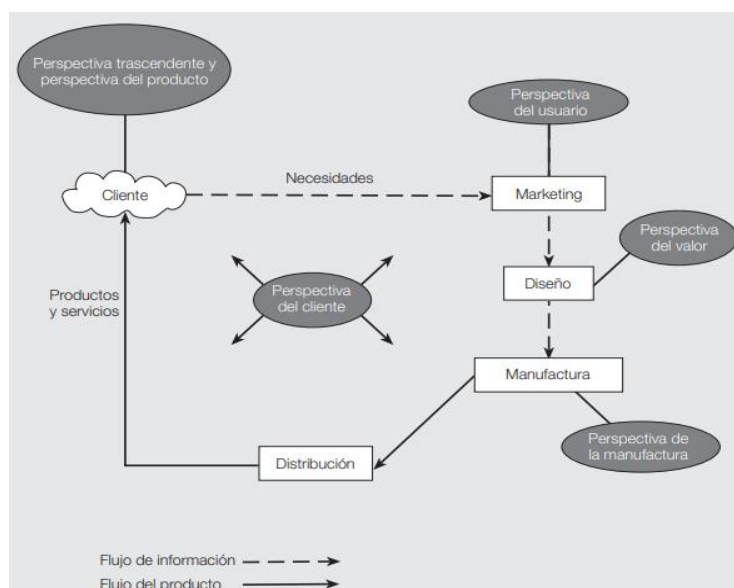 Perspectiva trascendente y
perspectiva del producto
Perspectiva
del usuario
Cliente
Necesidades
Marketing
Perspectiva
del valor
Productos
y servicios
Perspectiva
del cliente
Diseño
Manufactura
Distribución
Perspectiva de
la manufactura
Flujo de información
Flujo del producto